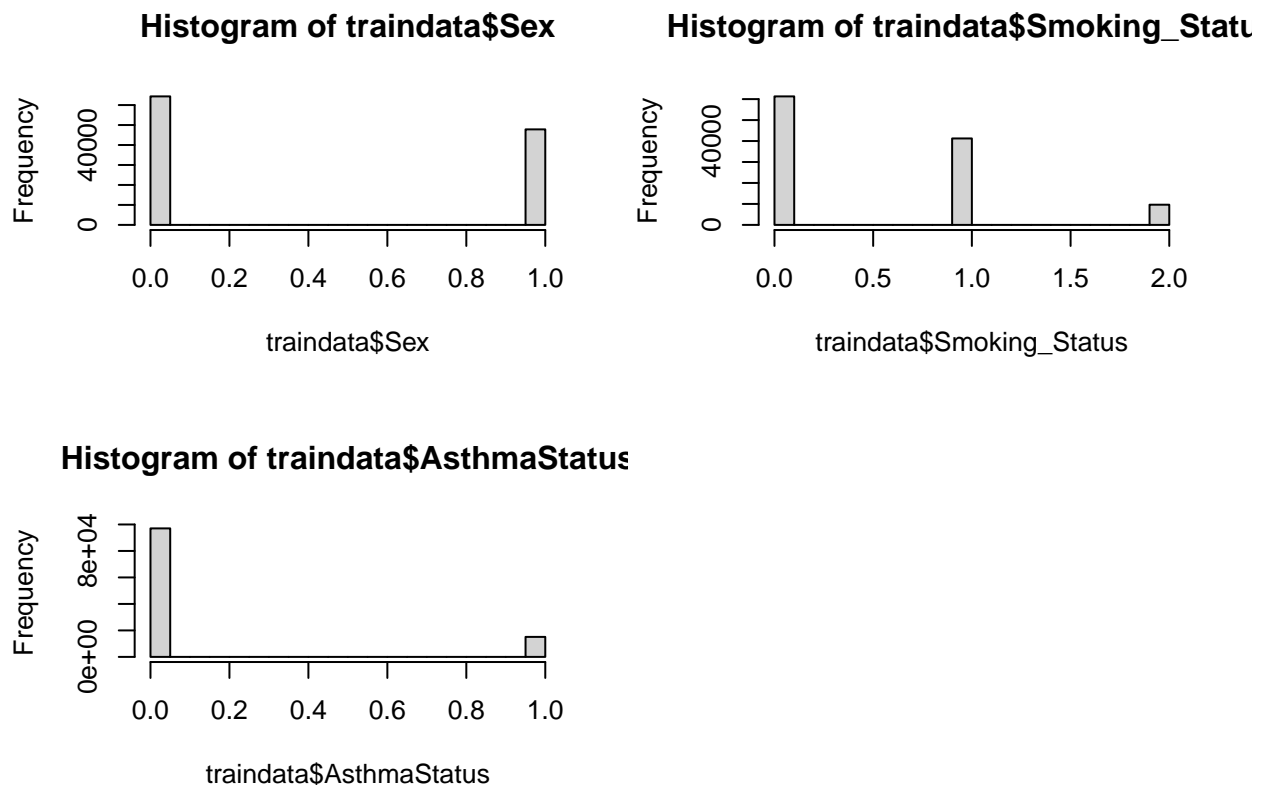 Histogram of traindata$Sex
Frequency
40000
0
0.0 0.2 0.4 0.6 0.8 1.0
traindata$Sex
Histogram of traindata$Smoking_Statu
Frequency
40000
0
0.0 0.5 1.0 1.5 2.0
traindata$Smoking_Status
Histogram of traindata$AsthmaStatus
Frequency
8e+04
0e+00
0.0 0.2 0.4 0.6 0.8 1.0
traindata$AsthmaStatus